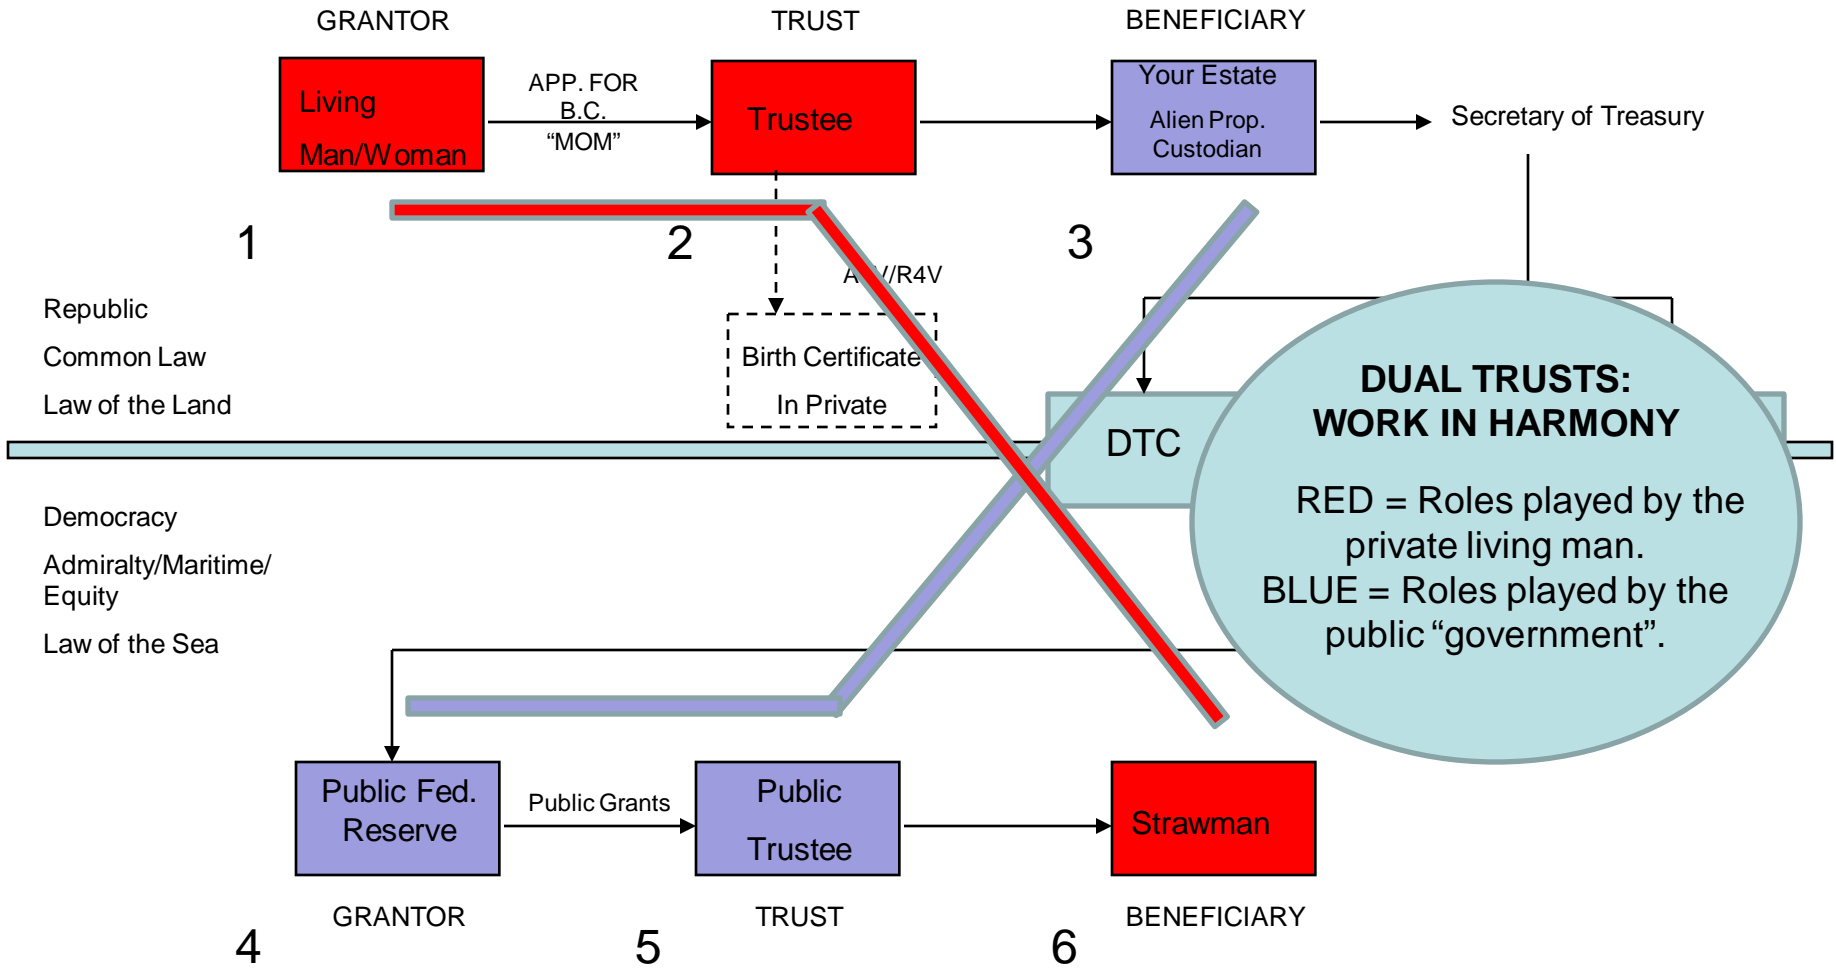 GRANTOR
TRUST
BENEFICIARY
Living
Man/Woman
APP. FOR
B.C.
“MOM”
Trustee
Your Estate
Alien Prop.
Custodian
Secretary of Treasury
1
2
3
/R4V
Republic
Common Law
Law of the Land
Birth Certificate
In Private
DTC
DUAL TRUSTS:
WORK IN HARMONY
RED = Roles played by the
private living man.
BLUE = Roles played by the
public “government”.
Democracy
Admiralty/Maritime/
Equity
Law of the Sea
Public Fed.
Reserve
Public Grants
Public
Trustee
Strawman
GRANTOR
TRUST
BENEFICIARY
4
5
6